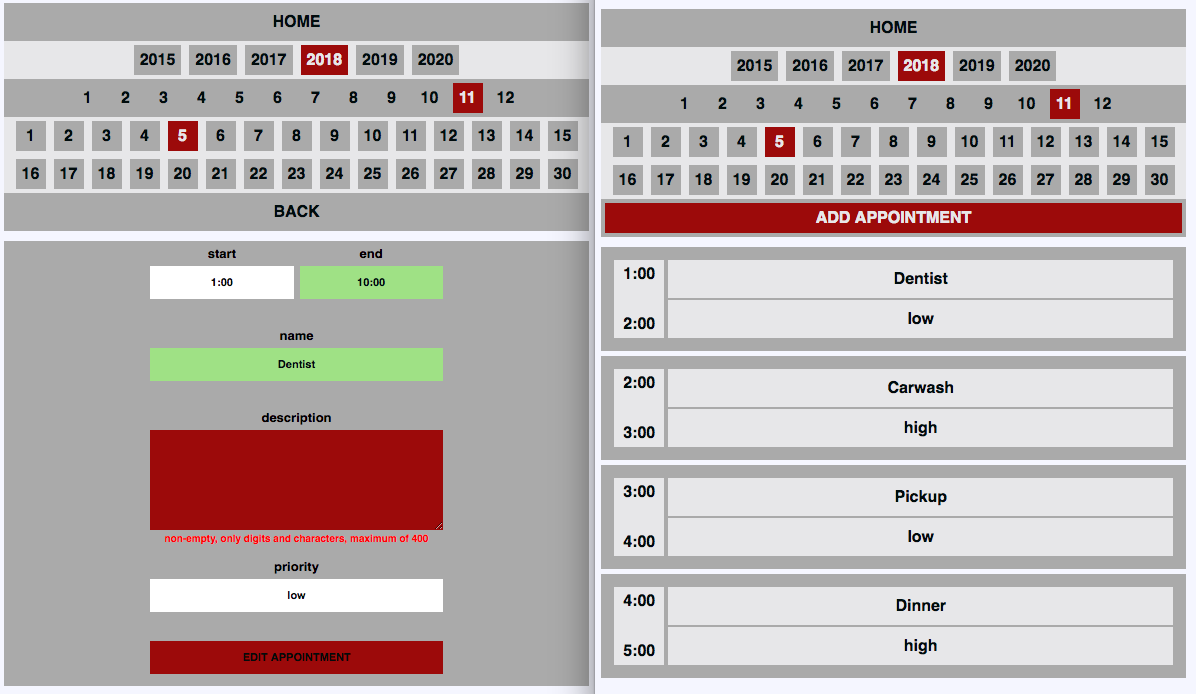 HOME
2015 2016 2017 2018 2019 2020
1 2 3 4 5 6 7 8 9 10 11 12
1 2 3 4 5 6 7 8 9 10 11 12 13 14 15
16 17 18 19 20 21 22 23 24 25 26 27 28 29 30
BACK
start end
1:00 10:00
name
Dentist
description
non-empty, only digits and characters, maximum of 400
priority
low
EDIT APPOINTMENT
HOME
2015 2016 2017 2018 2019 2020
1 2 3 4 5 6 7 8 9 10 11 12
1 2 3 4 5 6 7 8 9 10 11 12 13 14 15
16 17 18 19 20 21 22 23 24 25 26 27 28 29 30
ADD APPOINTMENT
1:00 Dentist
2:00 low
2:00 Carwash
3:00 high
3:00 Pickup
4:00 low
4:00 Dinner
5:00 high